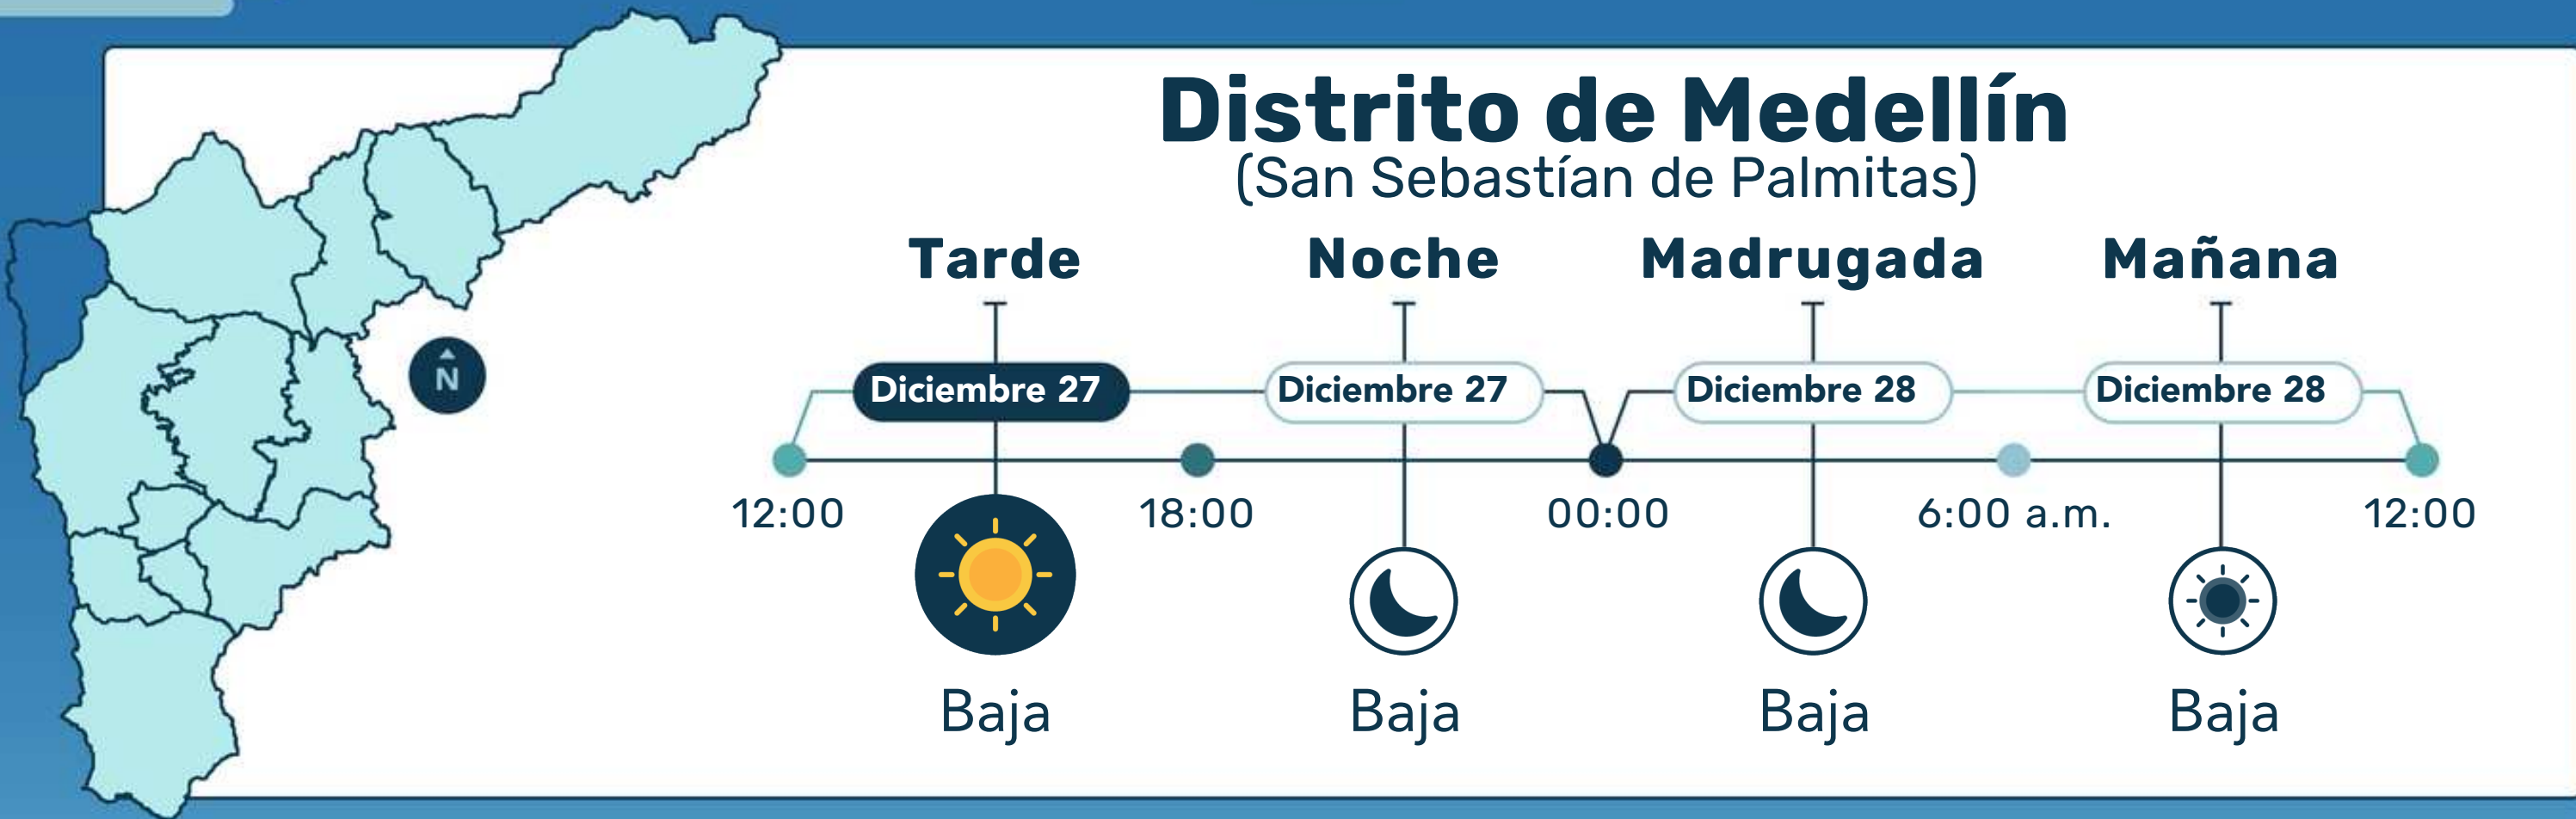 Distrito de Medellín
(San Sebastían de Palmitas)
Tarde Noche Madrugada Mañana
Diciembre 27 Diciembre 27 Diciembre 28 Diciembre 28
N
12:00 18:00 00:00 6:00 a.m. 12:00
Baja Baja Baja Baja